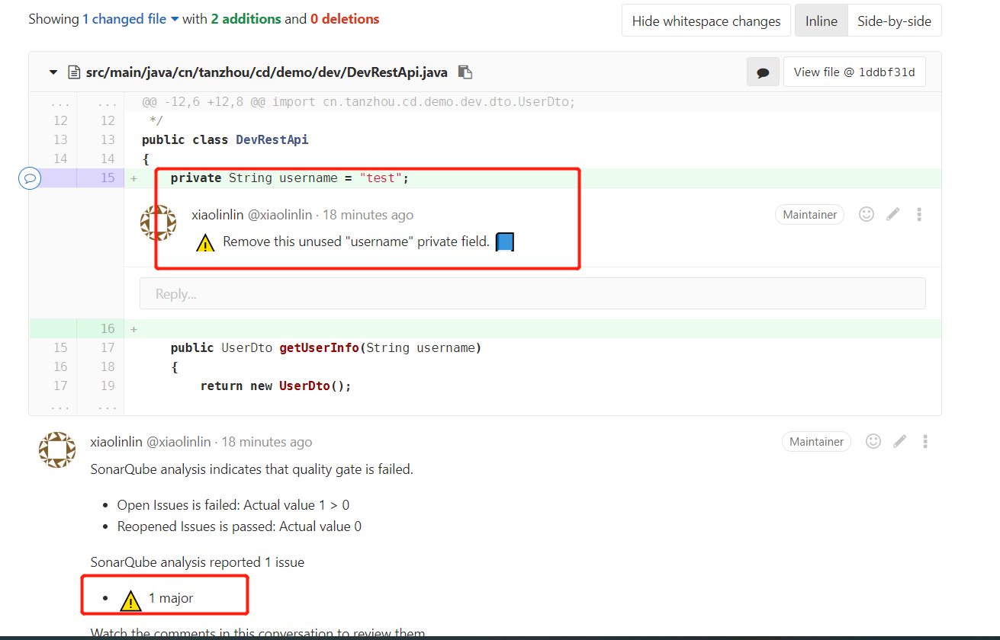 Showing 1 changed file with 2 additions and 0 deletions
Hide whitespace changes Inline Side-by-side
src/main/java/cn/tanzhou/cd/demo/dev/DevRestApi.java View file @ 1ddbf31d
... ... @@ -12,6 +12,8 @@ import cn.tanzhou.cd.demo.dev.dto.UserDto;
12 12 */
13 13 public class DevRestApi
14 14 {
15 + private String username = "test";
xiaolinlin @xiaolinlin · 18 minutes ago Maintainer
Remove this unused "username" private field.
Reply...
16 +
15 17 public UserDto getUserInfo(String username)
16 18 {
17 19 return new UserDto();
... ...
xiaolinlin @xiaolinlin · 18 minutes ago Maintainer
SonarQube analysis indicates that quality gate is failed.
• Open Issues is failed: Actual value 1 > 0
• Reopened Issues is passed: Actual value 0
SonarQube analysis reported 1 issue
• 1 major
Watch the comments in this conversation to review them